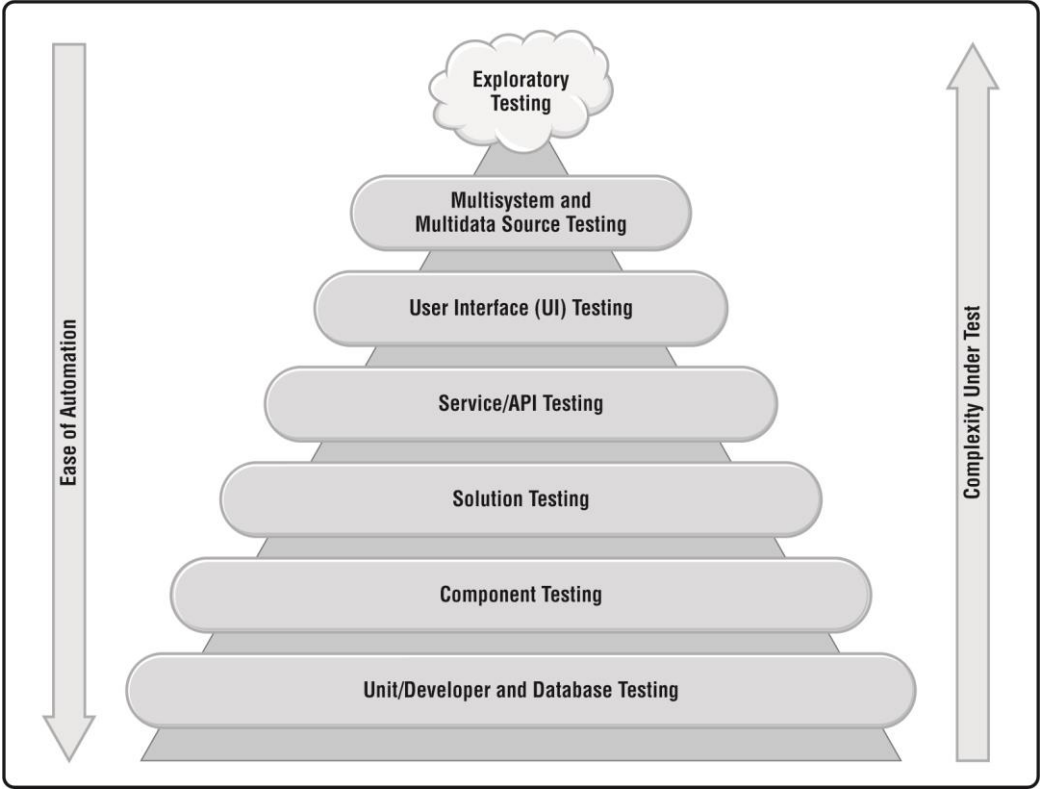 Exploratory
Testing
Multisystem and
Multidata Source Testing
User Interface (UI) Testing
Service/API Testing
Solution Testing
Component Testing
Unit/Developer and Database Testing
Ease of Automation
Complexity Under Test